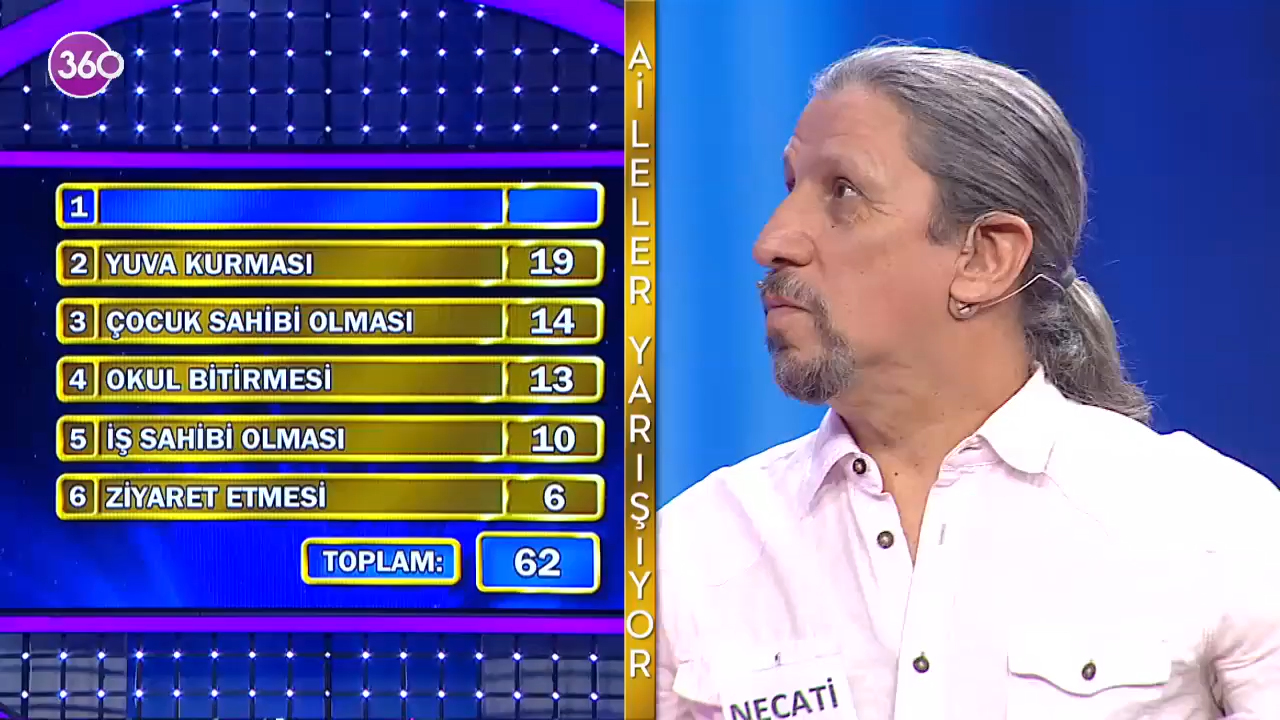 360
1
2 YUVA KURMASI 19
3 ÇOCUK SAHİBİ OLMASI 14
4 OKUL BİTİRMESİ 13
5 İŞ SAHİBİ OLMASI 10
6 ZİYARET ETMESİ 6
TOPLAM: 62
AİLELER YARIŞIYOR
NECATİ